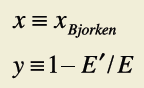 x ≡ x_Bjorken
y ≡ 1 − E′/E